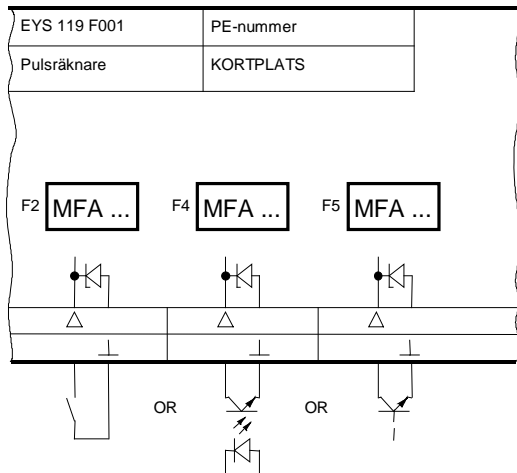 EYS 119 F001 PE-nummer
Pulsräknare KORTPLATS
F2 MFA ... F4 MFA ... F5 MFA ...
OR OR